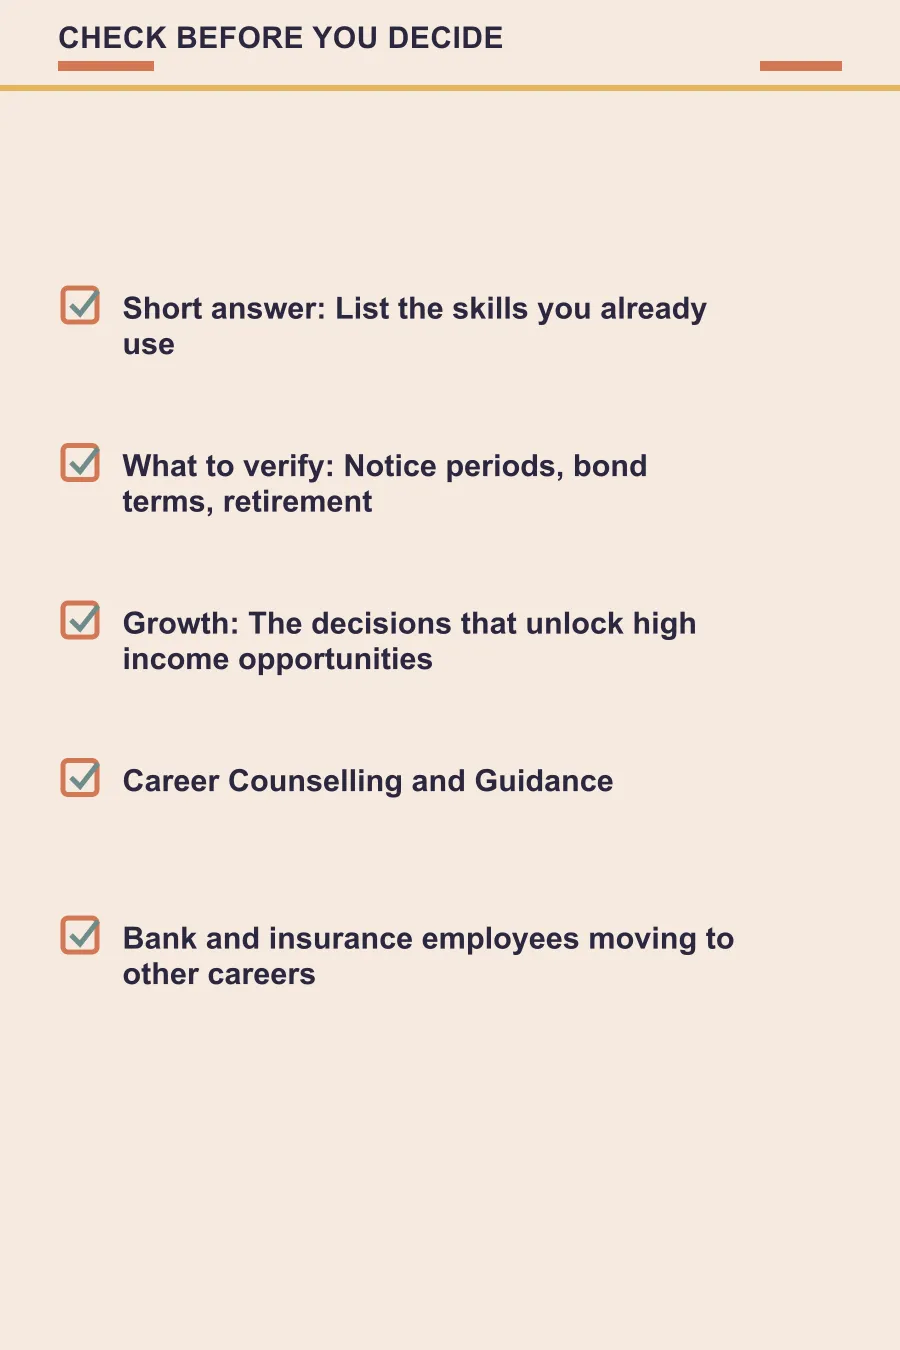 CHECK BEFORE YOU DECIDE
Short answer: List the skills you already
use
What to verify: Notice periods, bond
terms, retirement
Growth: The decisions that unlock high
income opportunities
Career Counselling and Guidance
Bank and insurance employees moving to
other careers